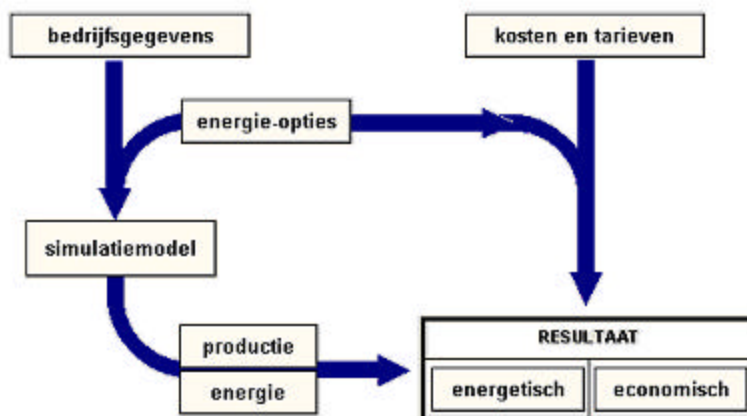 bedrijfsgegevens
kosten en tarieven
energie-opties
simulatiemodel
productie
energie
RESULTAAT
energetisch
economisch